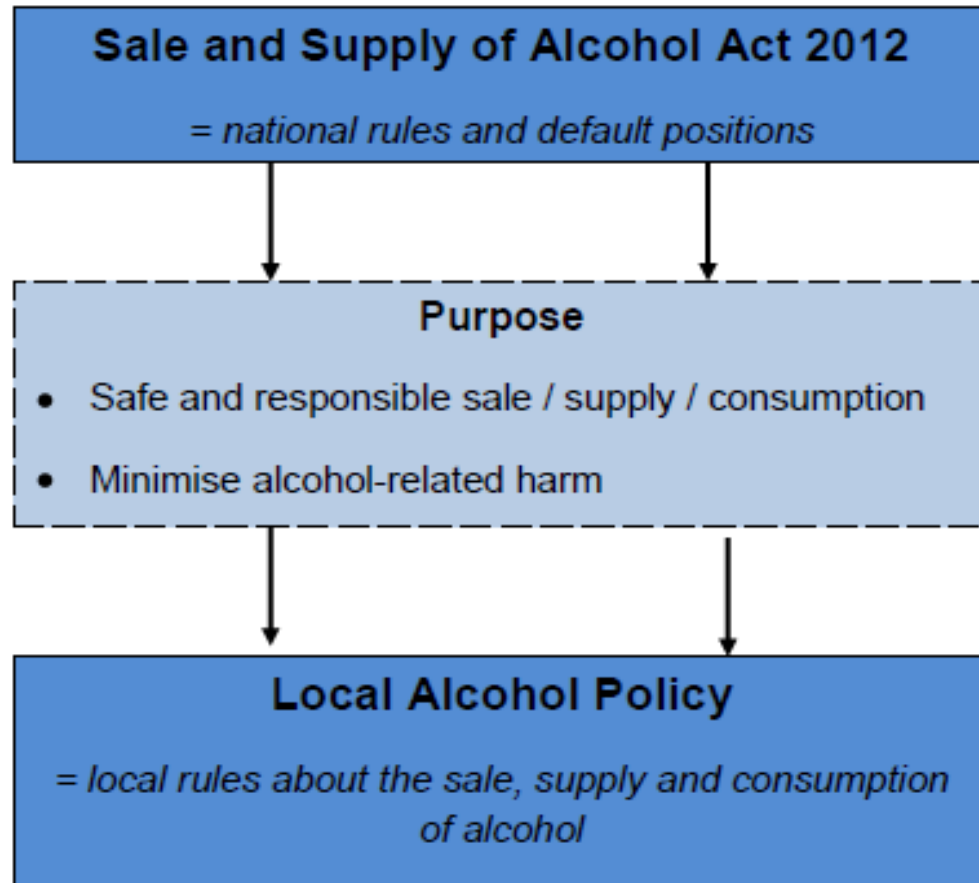 Sale and Supply of Alcohol Act 2012
= national rules and default positions
Purpose
• Safe and responsible sale / supply / consumption
• Minimise alcohol-related harm
Local Alcohol Policy
= local rules about the sale, supply and consumption
of alcohol